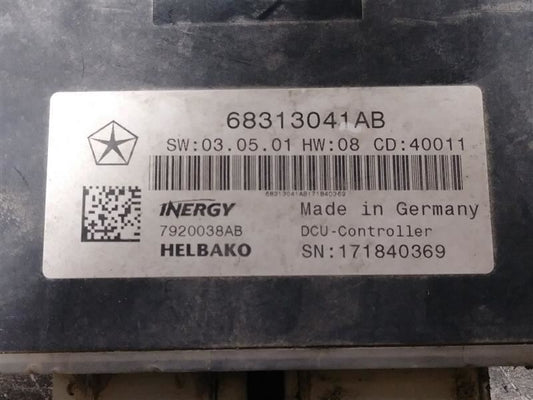 68313041AB
SW:03.05.01 HW:08 CD:40011
68313041AB171840369
INERGY
Made in Germany
7920038AB
DCU-Controller
HELBAKO
SN:171840369